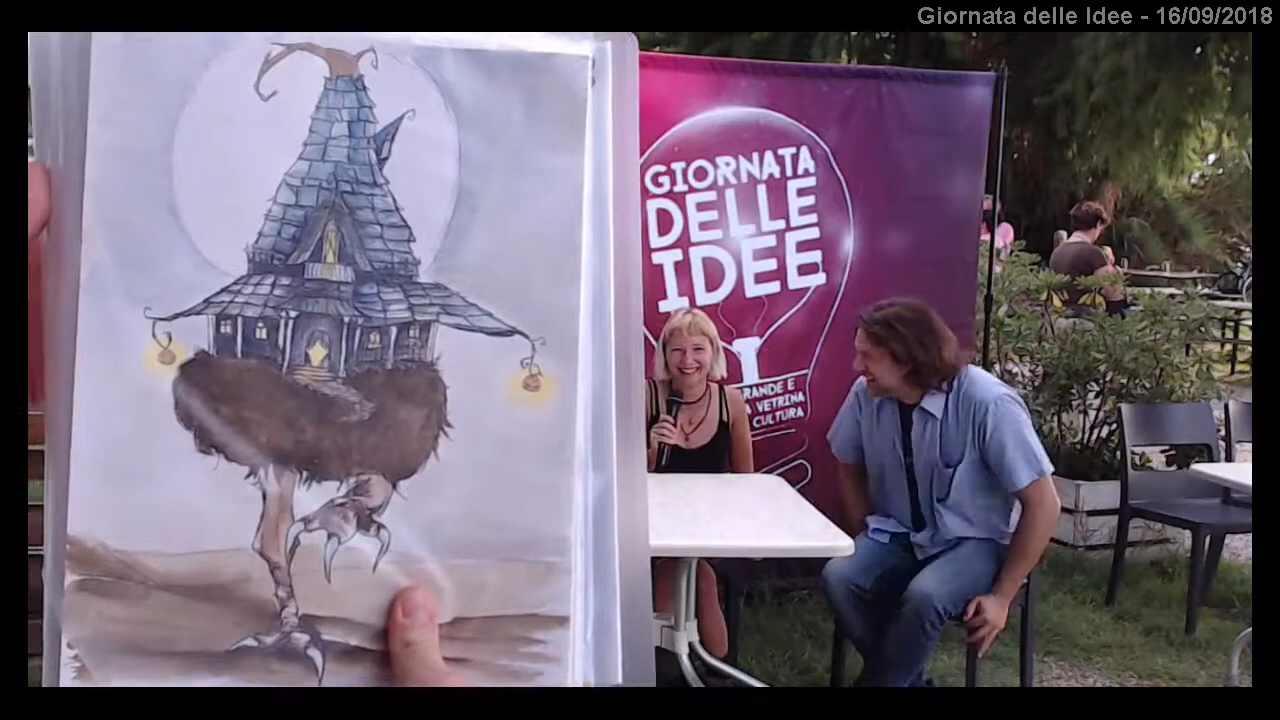 Giornata delle Idee - 16/09/2018
GIORNATA
DELLE
IDEE
RANDE E
A VETRINA
CULTURA